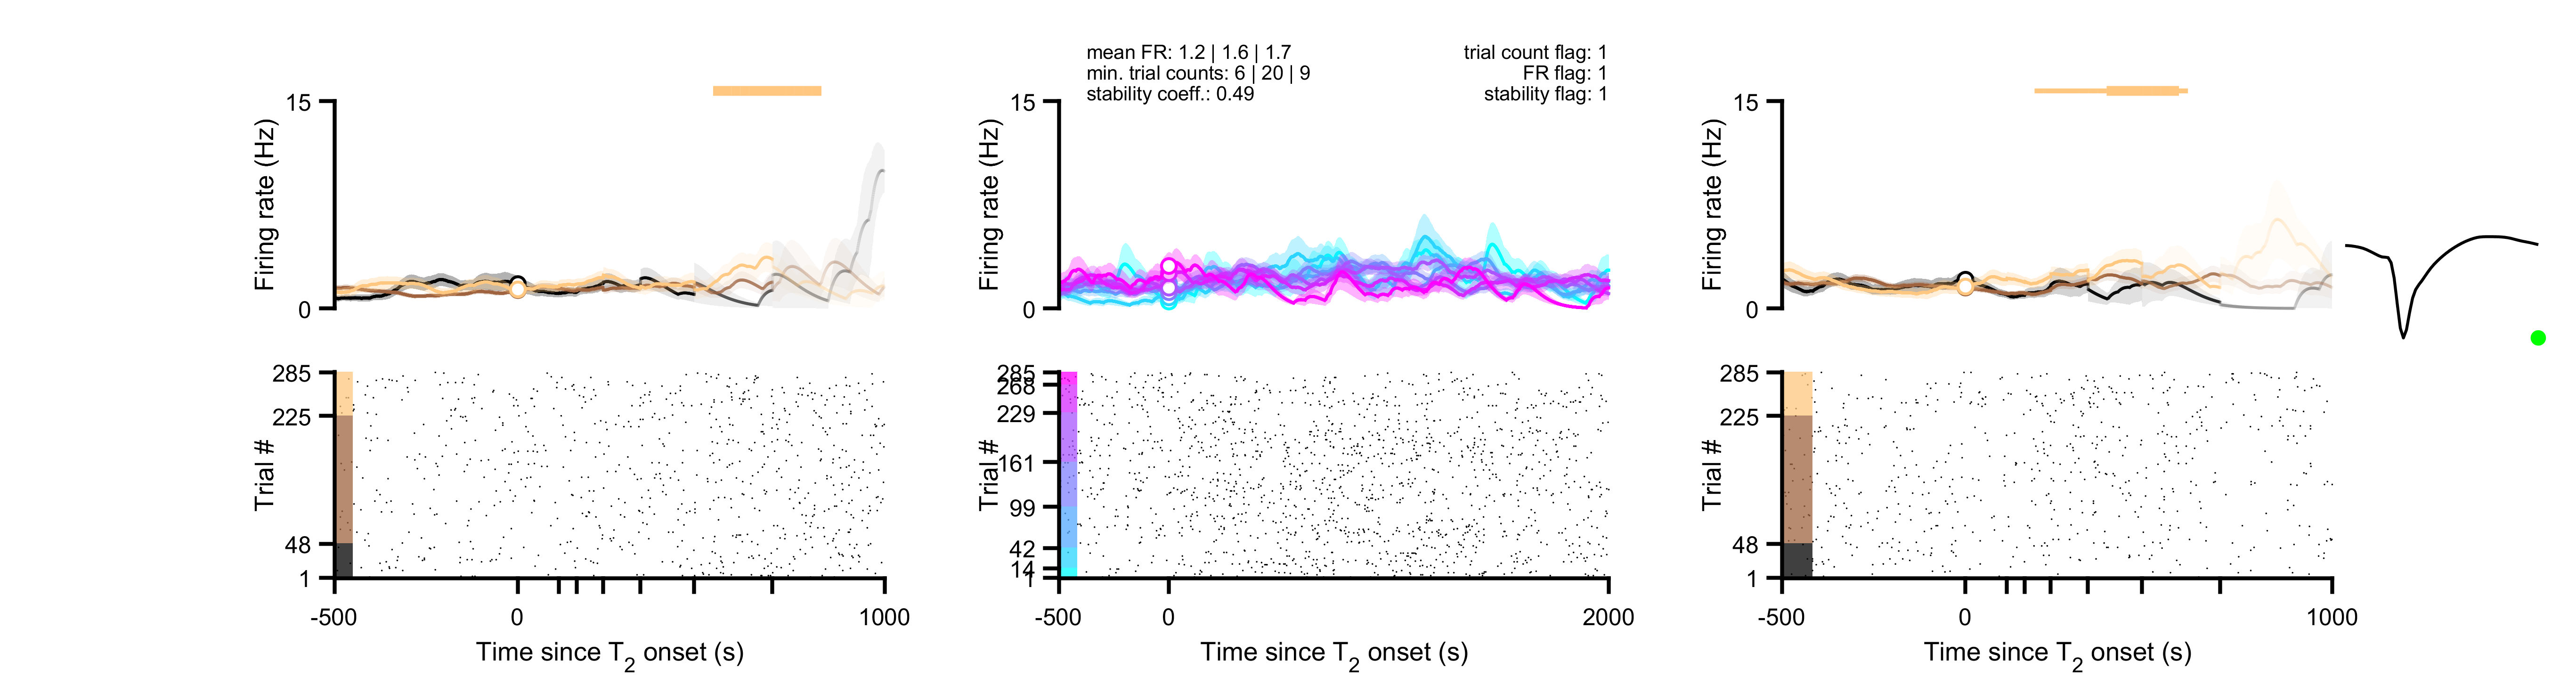 mean FR: 1.2 | 1.6 | 1.7
min. trial counts: 6 | 20 | 9
stability coeff.: 0.49
trial count flag: 1
FR flag: 1
stability flag: 1
15
0
Firing rate (Hz)
15
0
Firing rate (Hz)
15
0
Firing rate (Hz)
285
225
48
1
Trial #
-500
0
1000
Time since T2 onset (s)
285
268
229
161
99
42
14
1
Trial #
-500
0
2000
Time since T2 onset (s)
285
225
48
1
Trial #
-500
0
1000
Time since T2 onset (s)